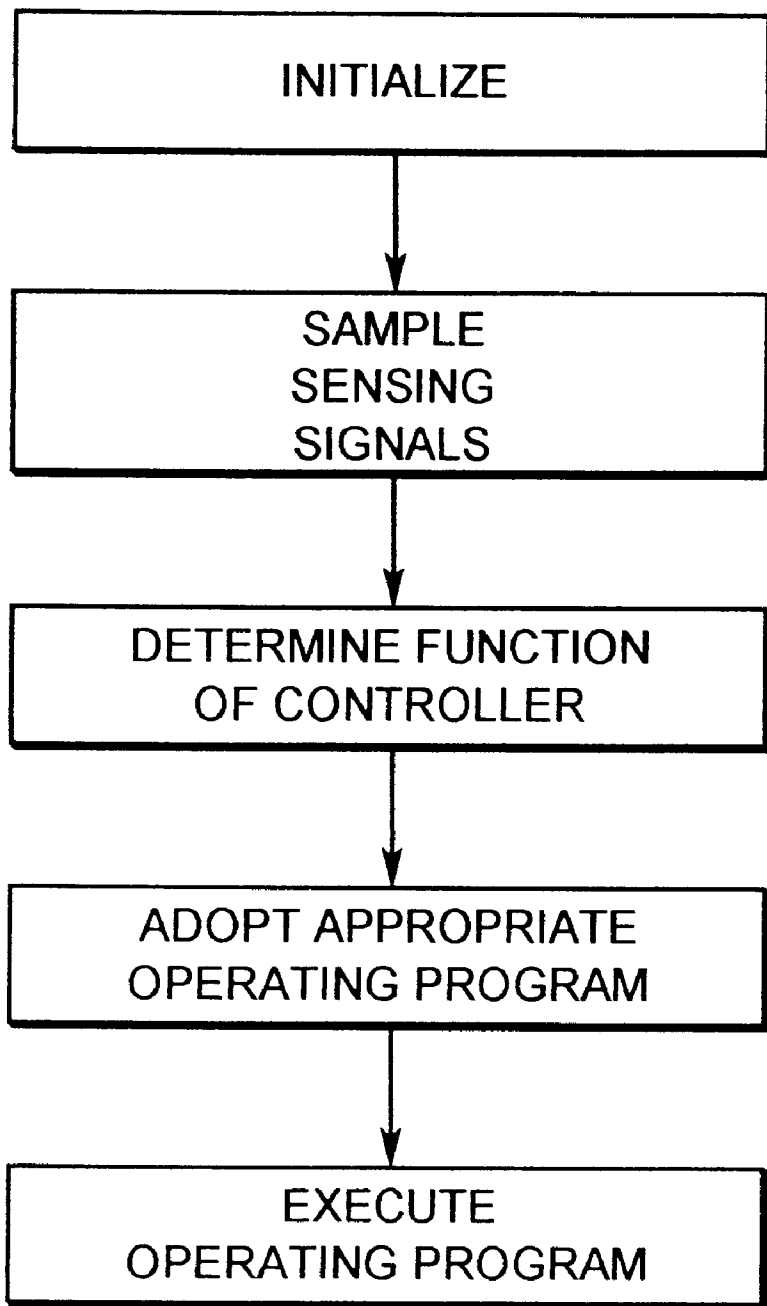 INITIALIZE
SAMPLE
SENSING
SIGNALS
DETERMINE FUNCTION
OF CONTROLLER
ADOPT APPROPRIATE
OPERATING PROGRAM
EXECUTE
OPERATING PROGRAM